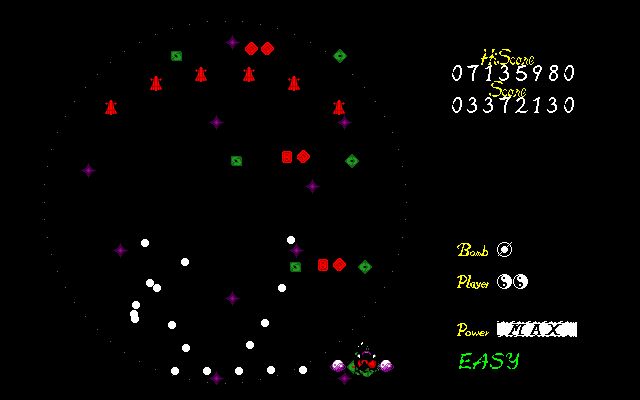 HiScore
07135980
Score
03372130
Bomb
Player
Power MAX
EASY